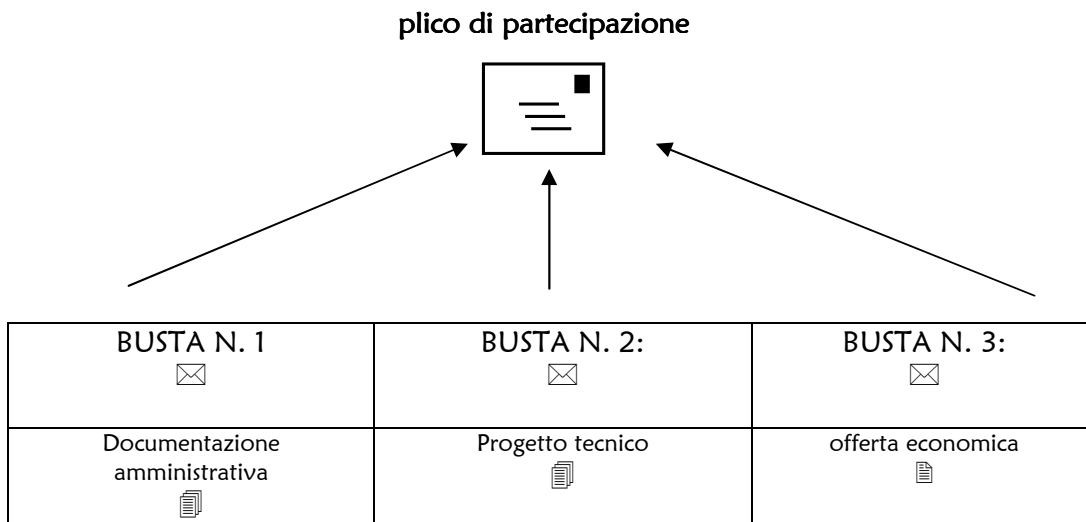 plico di partecipazione
BUSTA N. 1
BUSTA N. 2:
BUSTA N. 3:
Documentazione
amministrativa
Progetto tecnico
offerta economica